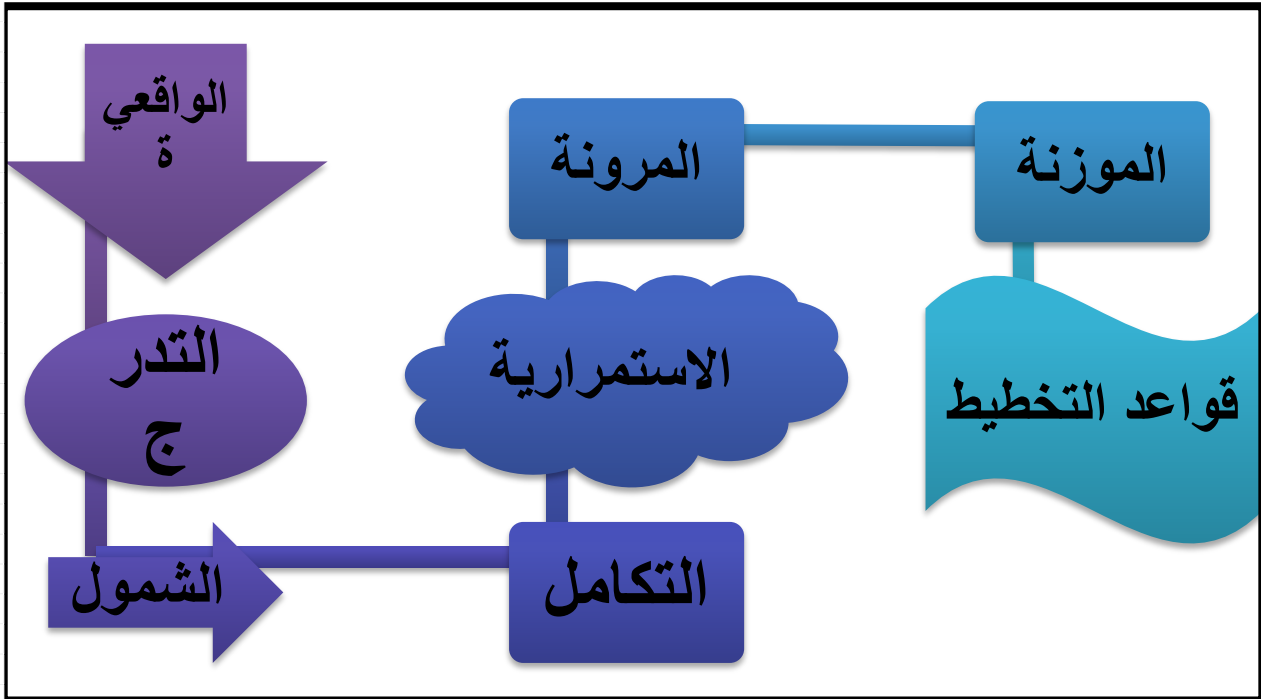 الواقعي
ة
التدر
ج
الشمول
التكامل
الاستمرارية
المرونة
الموزنة
قواعد التخطيط